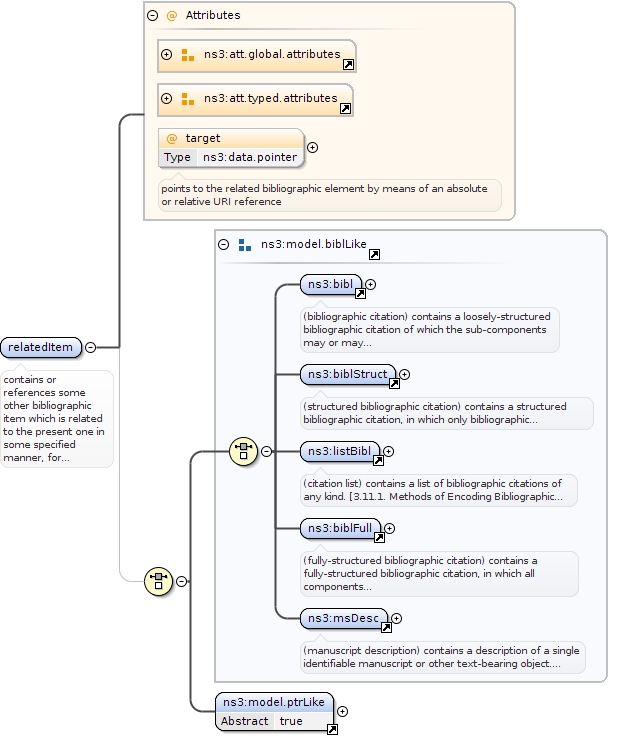 Attributes
ns3:att.global.attributes
ns3:att.typed.attributes
target
Type ns3:data.pointer
points to the related bibliographic element by means of an absolute
or relative URI reference
ns3:model.biblLike
ns3:bibl
(bibliographic citation) contains a loosely-structured
bibliographic citation of which the sub-components
may or may...
relatedItem
contains or
references some
other bibliographic
item which is related
to the present one in
some specified
manner, for...
ns3:biblStruct
(structured bibliographic citation) contains a structured
bibliographic citation, in which only bibliographic...
ns3:listBibl
(citation list) contains a list of bibliographic citations of
any kind. [3.11.1. Methods of Encoding Bibliographic...
ns3:biblFull
(fully-structured bibliographic citation) contains a
fully-structured bibliographic citation, in which all
components...
ns3:msDesc
(manuscript description) contains a description of a single
identifiable manuscript or other text-bearing object....
ns3:model.ptrLike
Abstract true